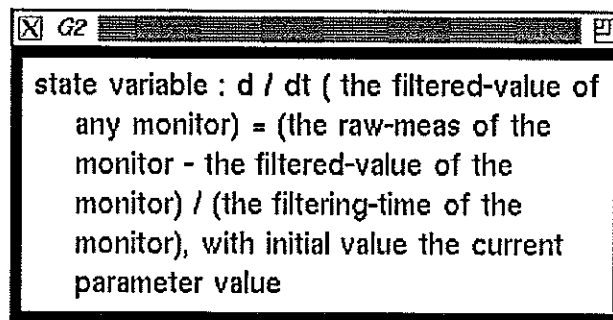 G2
state variable : d / dt ( the filtered-value of
any monitor) = (the raw-meas of the
monitor - the filtered-value of the
monitor) / (the filtering-time of the
monitor), with initial value the current
parameter value